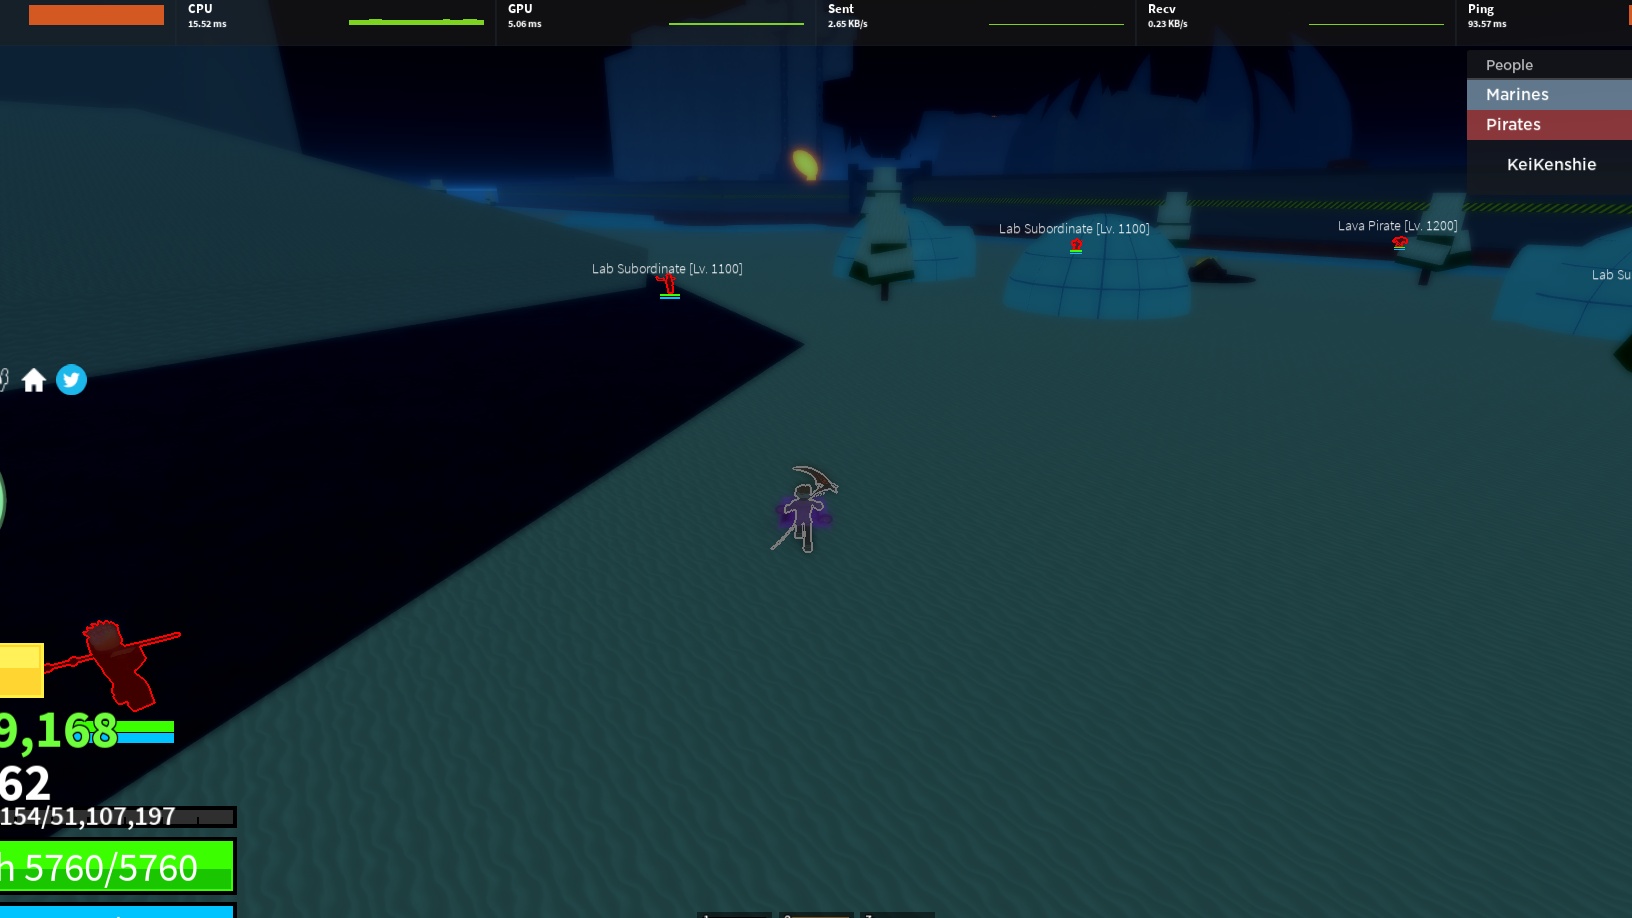 CPU
15.52 ms
GPU
5.06 ms
Sent
2.65 KB/s
Recv
0.23 KB/s
Ping
93.57 ms
People
Marines
Pirates
KeiKenshie
Lab Subordinate [Lv. 1100]
Lava Pirate [Lv. 1200]
Lab Subordinate [Lv. 1100]
Lab Su
9,168
62
154/51,107,197
h 5760/5760